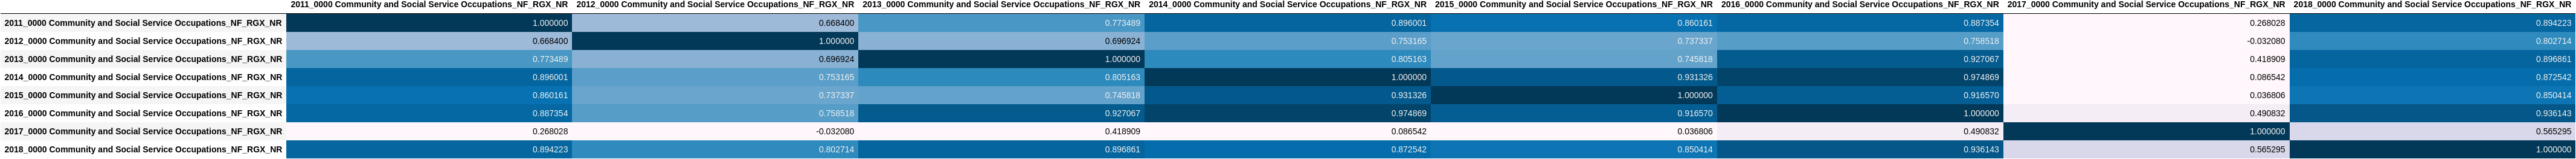 2011_0000 Community and Social Service Occupations_NF_RGX_NR 2012_0000 Community and Social Service Occupations_NF_RGX_NR 2013_0000 Community and Social Service Occupations_NF_RGX_NR 2014_0000 Community and Social Service Occupations_NF_RGX_NR 2015_0000 Community and Social Service Occupations_NF_RGX_NR 2016_0000 Community and Social Service Occupations_NF_RGX_NR 2017_0000 Community and Social Service Occupations_NF_RGX_NR 2018_0000 Community and Social Service Occupations_NF_RGX_NR
2011_0000 Community and Social Service Occupations_NF_RGX_NR 1.000000 0.668400 0.773489 0.896001 0.860161 0.887354 0.268028 0.894223
2012_0000 Community and Social Service Occupations_NF_RGX_NR 0.668400 1.000000 0.696924 0.753165 0.737337 0.758518 -0.032080 0.802714
2013_0000 Community and Social Service Occupations_NF_RGX_NR 0.773489 0.696924 1.000000 0.805163 0.745818 0.927067 0.418909 0.896861
2014_0000 Community and Social Service Occupations_NF_RGX_NR 0.896001 0.753165 0.805163 1.000000 0.931326 0.974869 0.086542 0.872542
2015_0000 Community and Social Service Occupations_NF_RGX_NR 0.860161 0.737337 0.745818 0.931326 1.000000 0.916570 0.036806 0.850414
2016_0000 Community and Social Service Occupations_NF_RGX_NR 0.887354 0.758518 0.927067 0.974869 0.916570 1.000000 0.490832 0.936143
2017_0000 Community and Social Service Occupations_NF_RGX_NR 0.268028 -0.032080 0.418909 0.086542 0.036806 0.490832 1.000000 0.565295
2018_0000 Community and Social Service Occupations_NF_RGX_NR 0.894223 0.802714 0.896861 0.872542 0.850414 0.936143 0.565295 1.000000